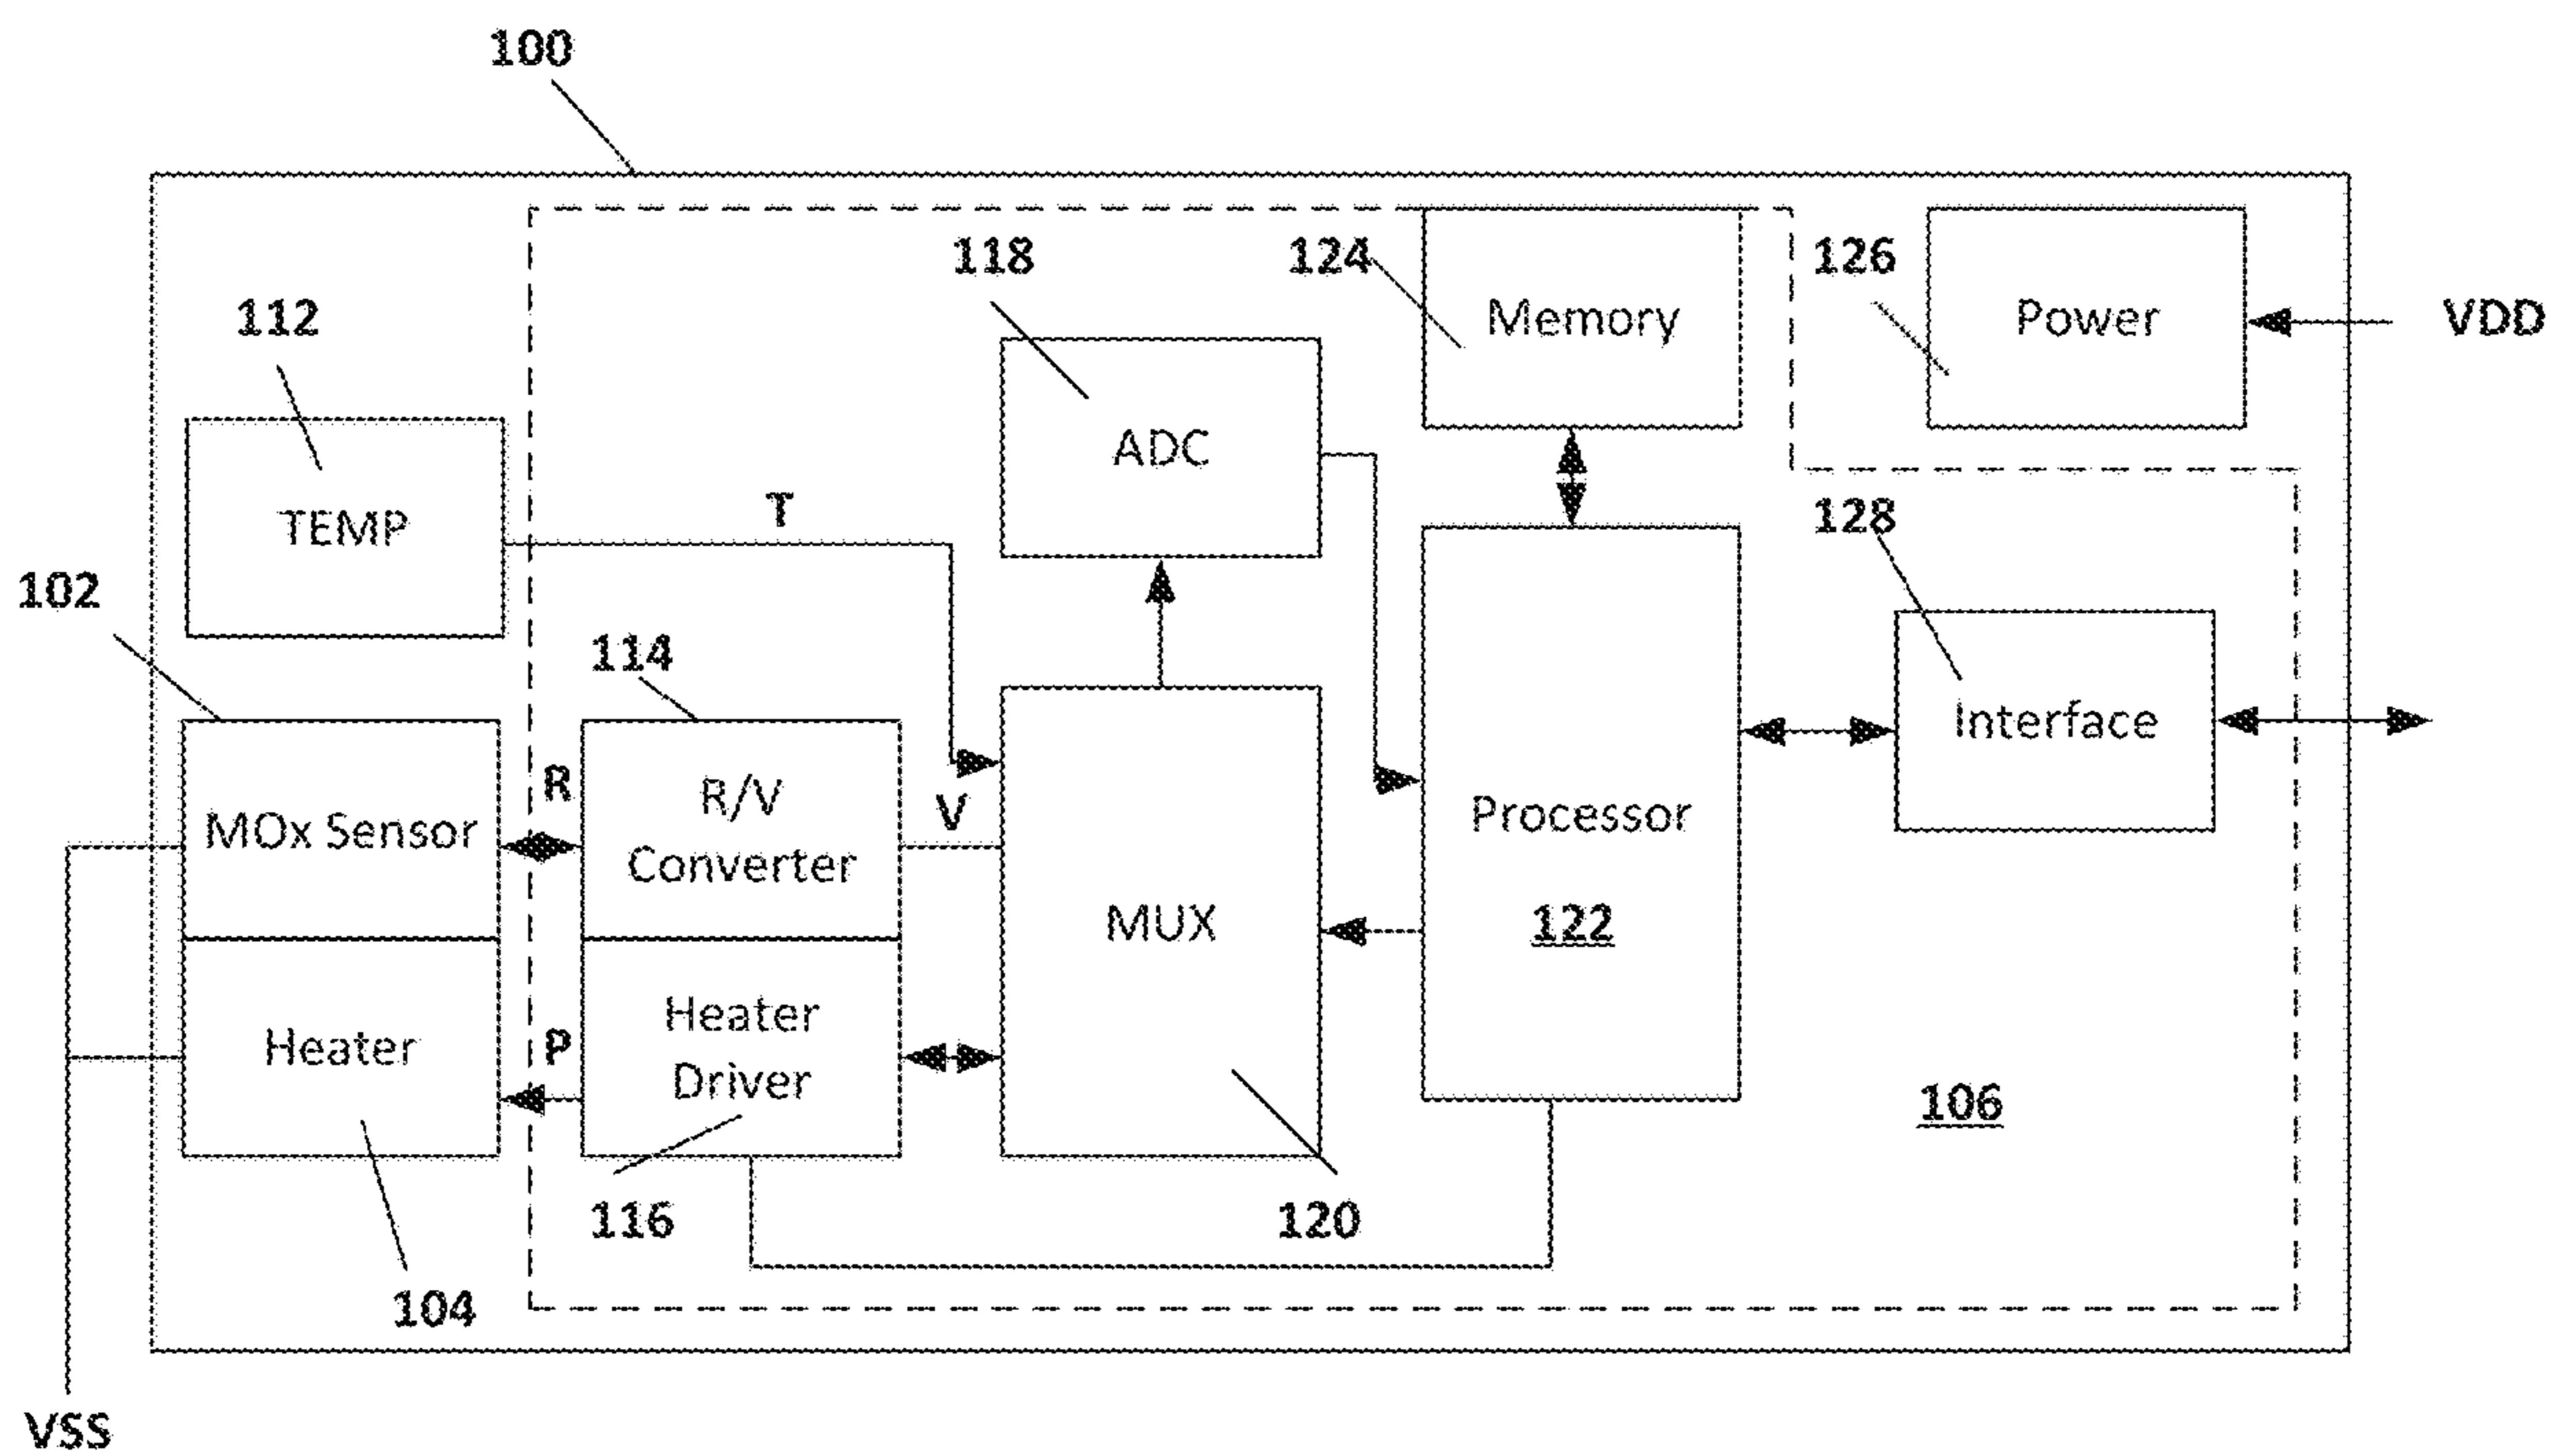 100
118
124
126
Memory
Power
VDD
112
ADC
TEMP
T
128
102
114
Interface
R
R/V
Converter
V
MOx Sensor
Processor
122
MUX
Heater
P
Heater
Driver
106
116
120
104
VSS